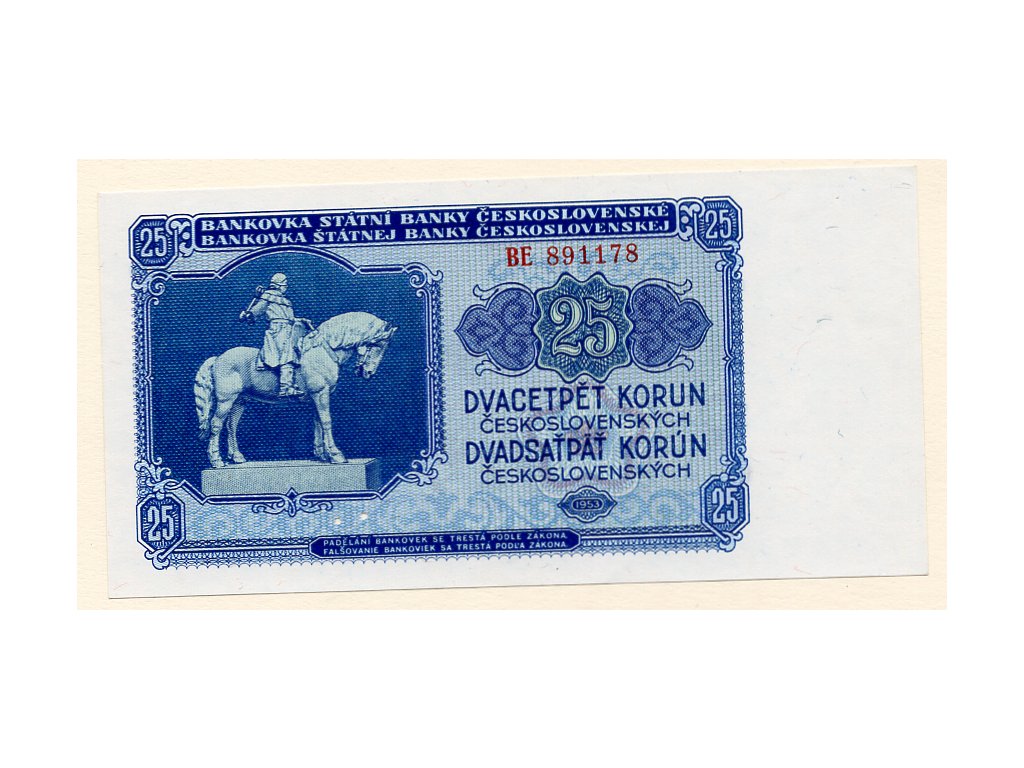 BANKOVKA STÁTNÍ BANKY ČESKOSLOVENSKÉ
BANKOVKA ŠTÁTNEJ BANKY ČESKOSLOVENSKEJ
25
25
BE 891178
25
DVACETPĚT KORUN
ČESKOSLOVENSKÝCH
DVADSAŤPÄŤ KORÚN
ČESKOSLOVENSKÝCH
1953
25
25
PADĚLÁNÍ BANKOVEK SE TRESTÁ PODLE ZÁKONA
FALŠOVANIE BANKOVIEK SA TRESTÁ PODĽA ZÁKONA